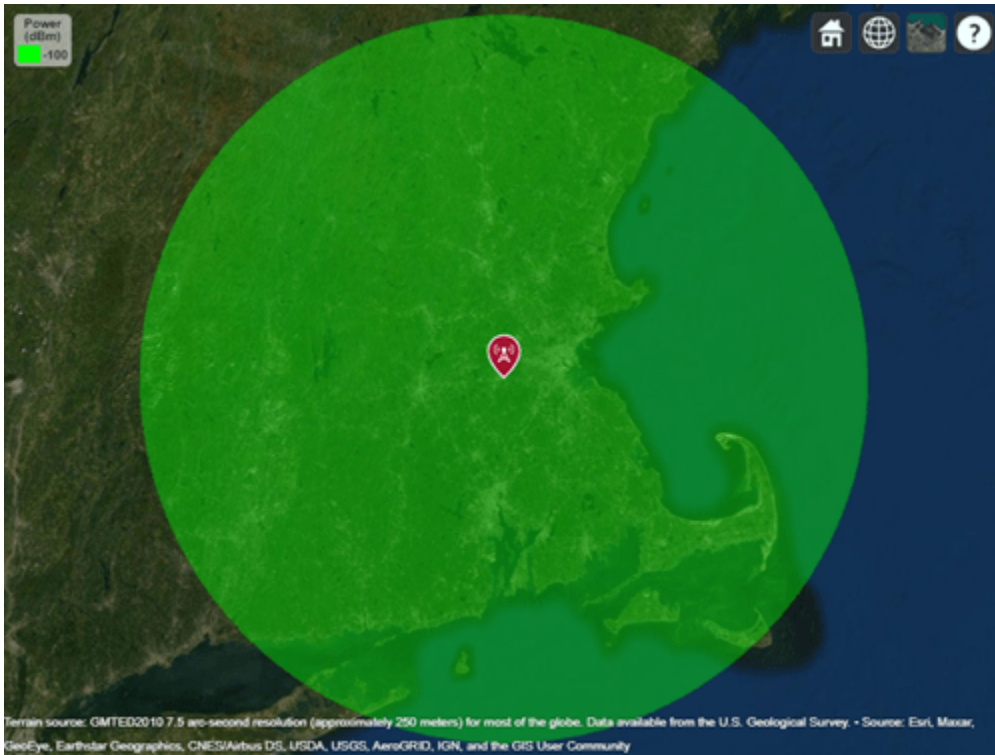 Power
(dBm)
-100
?
Terrain source: GMTED2010 7.5 arc-second resolution (approximately 250 meters) for most of the globe. Data available from the U.S. Geological Survey. • Source: Esri, Maxar,
GeoEye, Earthstar Geographics, CNES/Airbus DS, USDA, USGS, AeroGRID, IGN, and the GIS User Community